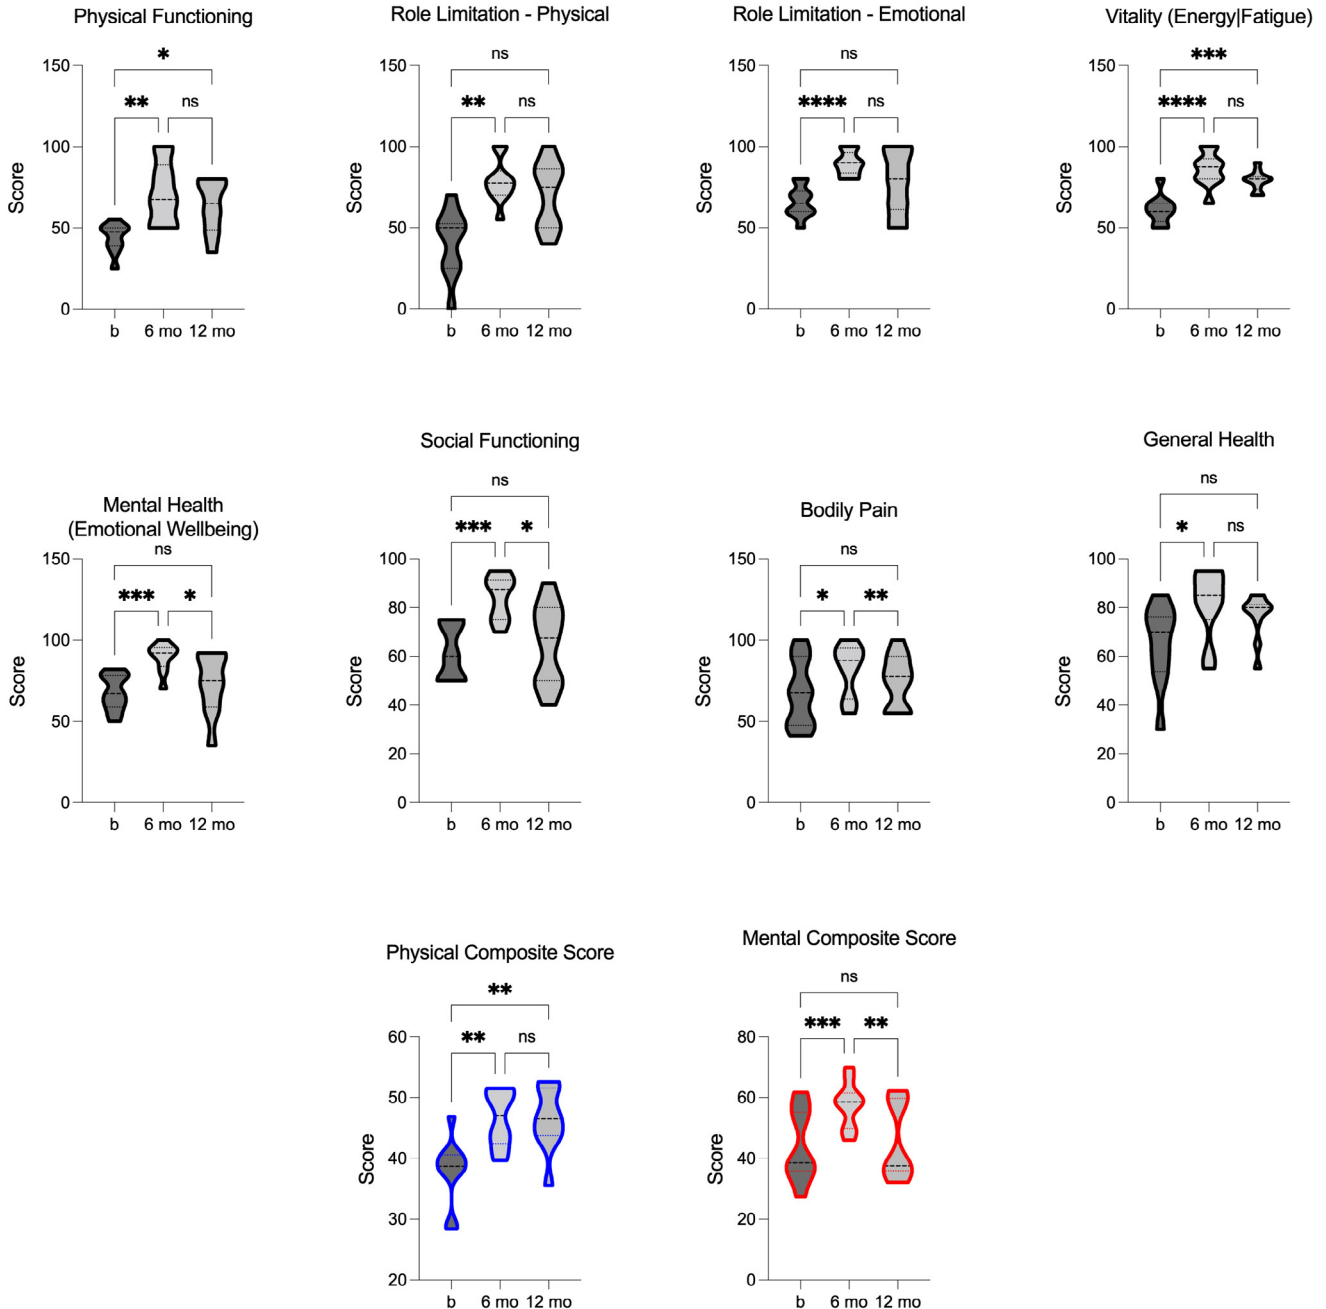 Physical Functioning
Role Limitation - Physical
Role Limitation - Emotional
Vitality (Energy|Fatigue)
*
** ns
150
100
50
0
Score
b 6 mo 12 mo
ns
** ns
150
100
50
0
Score
b 6 mo 12 mo
ns
**** ns
150
100
50
0
Score
b 6 mo 12 mo
***
**** ns
150
100
50
0
Score
b 6 mo 12 mo
Mental Health
(Emotional Wellbeing)
ns
*** *
150
100
50
0
Score
b 6 mo 12 mo
Social Functioning
ns
*** *
100
80
60
40
20
0
Score
b 6 mo 12 mo
Bodily Pain
ns
* **
150
100
50
0
Score
b 6 mo 12 mo
General Health
ns
* ns
100
80
60
40
20
0
Score
b 6 mo 12 mo
Physical Composite Score
**
** ns
60
50
40
30
20
Score
b 6 mo 12 mo
Mental Composite Score
ns
*** **
80
60
40
20
0
Score
b 6 mo 12 mo